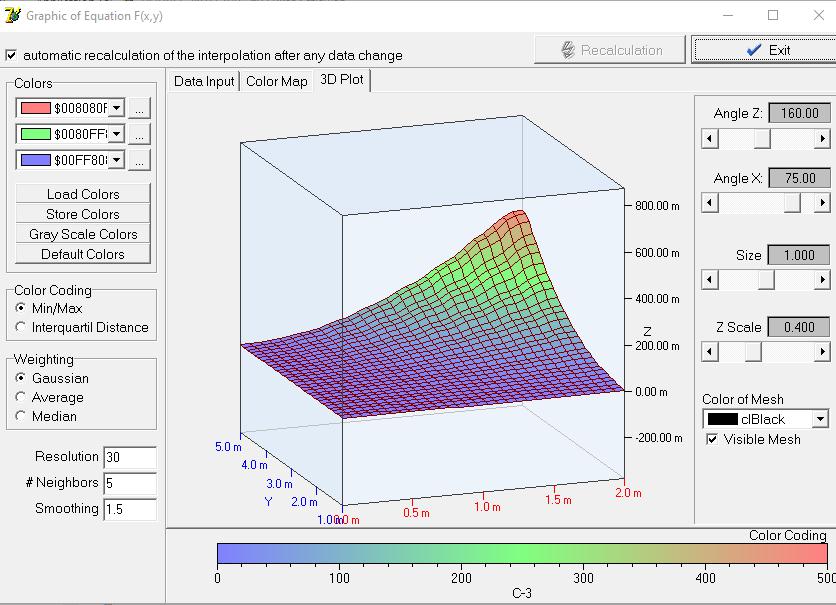 Graphic of Equation F(x,y)
automatic recalculation of the interpolation after any data change
Recalculation
Exit
Colors
$008080F
...
$0080FF
...
$00FF80
...
Load Colors
Store Colors
Gray Scale Colors
Default Colors
Color Coding
Min/Max
Interquartil Distance
Weighting
Gaussian
Average
Median
Resolution 30
# Neighbors 5
Smoothing 1.5
Data Input Color Map 3D Plot
800.00 m
600.00 m
400.00 m
Z
200.00 m
0.00 m
-200.00 m
5.0 m
4.0 m
3.0 m
Y 2.0 m
1.0
0.0 m
0.5 m
1.0 m
1.5 m
2.0 m
Angle Z: 160.00
Angle X: 75.00
Size 1.000
Z Scale 0.400
Color of Mesh
clBlack
Visible Mesh
Color Coding
0 100 200 300 400 500
C-3